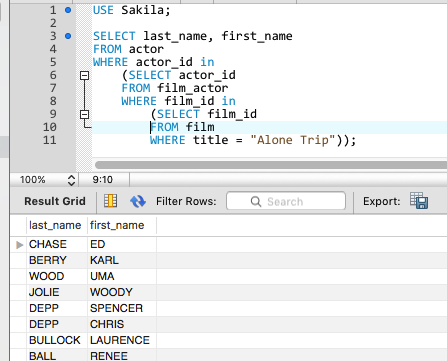 1 USE Sakila;
2
3 SELECT last_name, first_name
4 FROM actor
5 WHERE actor_id in
6 (SELECT actor_id
7 FROM film_actor
8 WHERE film_id in
9 (SELECT film_id
10 FROM film
11 WHERE title = "Alone Trip"));
100% 9:10
Result Grid Filter Rows: Search Export:
last_name first_name
CHASE ED
BERRY KARL
WOOD UMA
JOLIE WOODY
DEPP SPENCER
DEPP CHRIS
BULLOCK LAURENCE
BALL RENEE